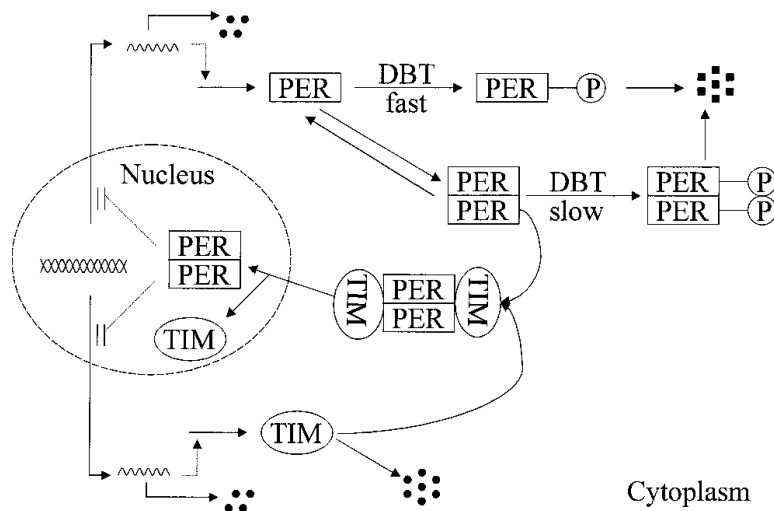 PER
DBT
fast
PER
P
Nucleus
PER
PER
DBT
slow
PER
P
PER
P
PER
PER
TIM
PER
PER
TIM
TIM
TIM
Cytoplasm